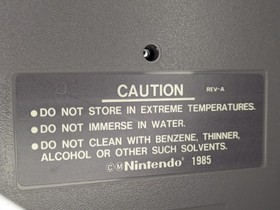 CAUTION REV-A
● DO NOT STORE IN EXTREME TEMPERATURES.
● DO NOT IMMERSE IN WATER.
● DO NOT CLEAN WITH BENZENE, THINNER,
ALCOHOL OR OTHER SUCH SOLVENTS.
©Ⓜ Nintendo® 1985